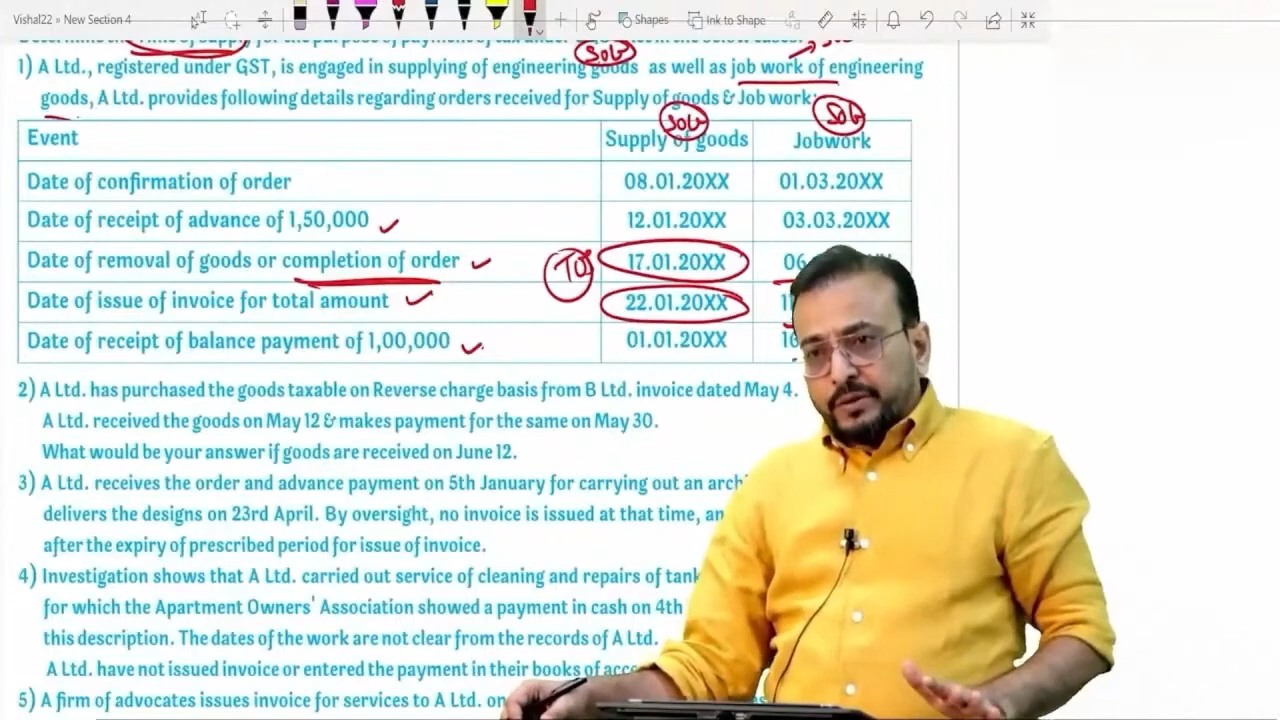 Vishal22 » New Section 4
Shapes
Ink to Shape
1) A Ltd., registered under GST, is engaged in supplying of engineering goods as well as job work of engineering
goods, A Ltd. provides following details regarding orders received for Supply of goods & Job work:
Event Supply of goods Jobwork
Date of confirmation of order 08.01.20XX 01.03.20XX
Date of receipt of advance of 1,50,000 12.01.20XX 03.03.20XX
Date of removal of goods or completion of order 17.01.20XX 06
TOS
Date of issue of invoice for total amount 22.01.20XX
Date of receipt of balance payment of 1,00,000 01.01.20XX 16
2) A Ltd. has purchased the goods taxable on Reverse charge basis from B Ltd. invoice dated May 4.
A Ltd. received the goods on May 12 & makes payment for the same on May 30.
What would be your answer if goods are received on June 12.
3) A Ltd. receives the order and advance payment on 5th January for carrying out an
delivers the designs on 23rd April. By oversight, no invoice is issued at that time,
after the expiry of prescribed period for issue of invoice.
4) Investigation shows that A Ltd. carried out service of cleaning and repairs of
for which the Apartment Owners' Association showed a payment in cash on 4th
this description. The dates of the work are not clear from the records of A Ltd.
A Ltd. have not issued invoice or entered the payment in their books of
5) A firm of advocates issues invoice for services to A Ltd.